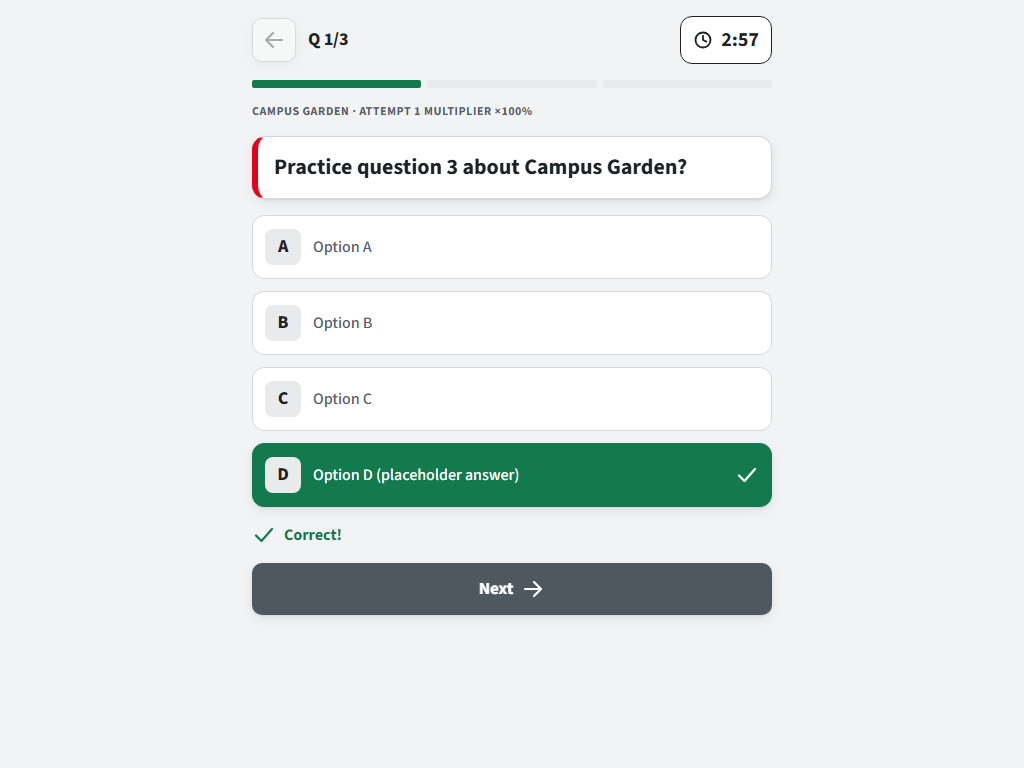 Q 1/3
2:57
CAMPUS GARDEN · ATTEMPT 1 MULTIPLIER ×100%
Practice question 3 about Campus Garden?
A Option A
B Option B
C Option C
D Option D (placeholder answer)
Correct!
Next